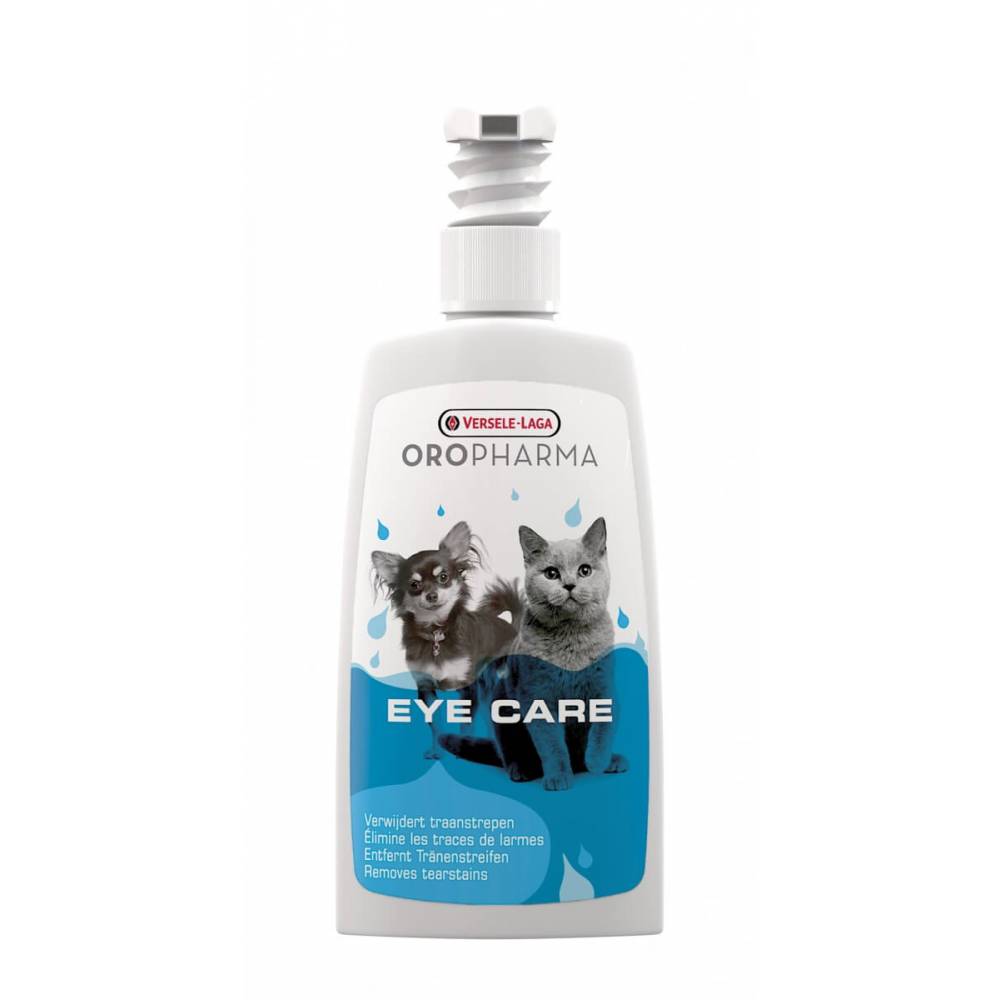 VERSELE-LAGA
OROPHARMA
EYE CARE
Verwijdert traanstrepen
Élimine les traces de larmes
Entfernt Tränenstreifen
Removes tearstains